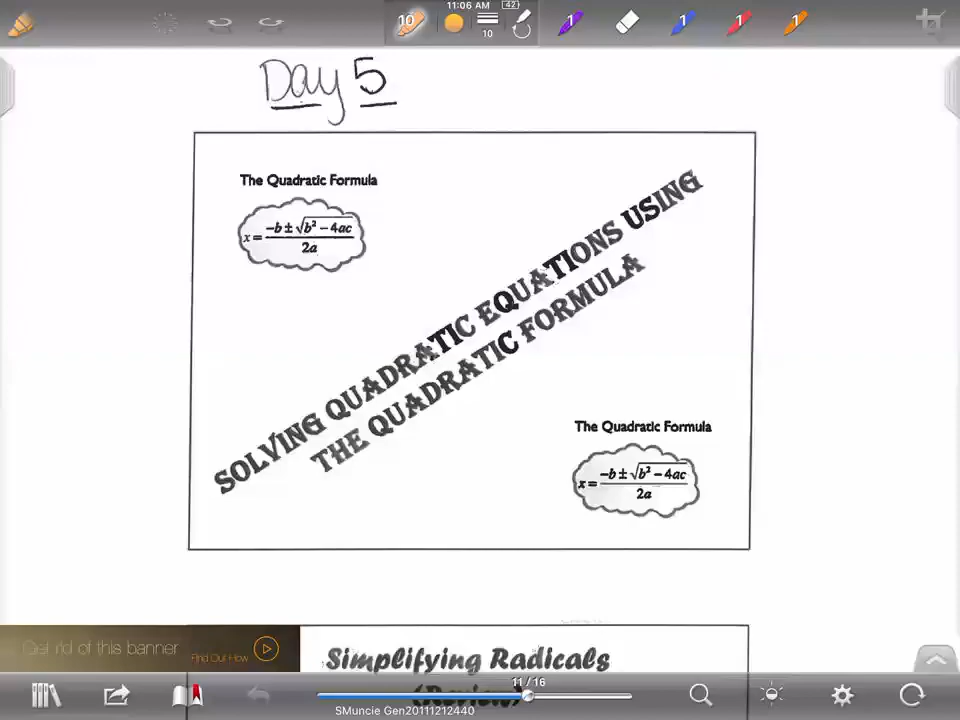 11:06 AM
42
10
10
1
1
1
1
Day 5
The Quadratic Formula
x = -b ± √b² - 4ac
2a
SOLVING QUADRATIC EQUATIONS USING
THE QUADRATIC FORMULA
The Quadratic Formula
x = -b ± √b² - 4ac
2a
Get rid of this banner
Find Out How
Simplifying Radicals
(Review)
11/16
SMuncie Gen20111212440